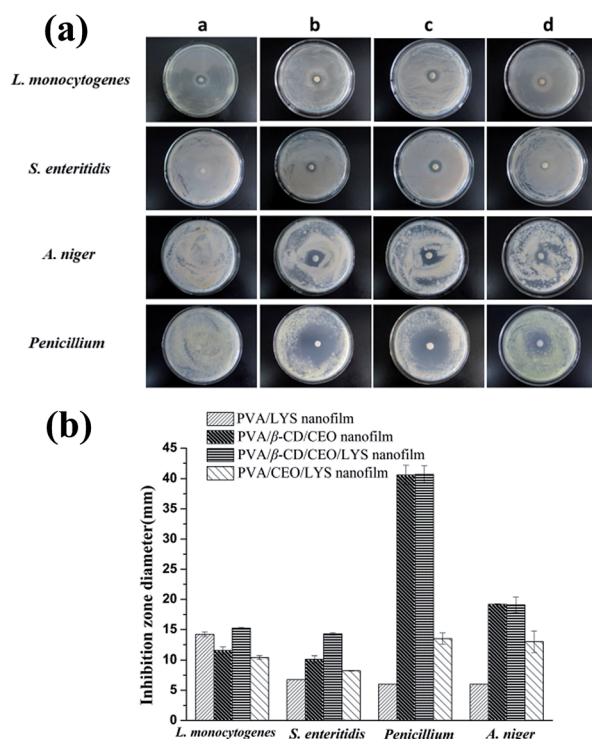 (a)
a b c d
L. monocytogenes
S. enteritidis
A. niger
Penicillium
(b)
PVA/LYS nanofilm
PVA/β-CD/CEO nanofilm
PVA/β-CD/CEO/LYS nanofilm
PVA/CEO/LYS nanofilm
Inhibition zone diameter(mm)
45
40
35
30
25
20
15
10
5
0
L. monocytogenes S. enteritidis Penicillium A. niger